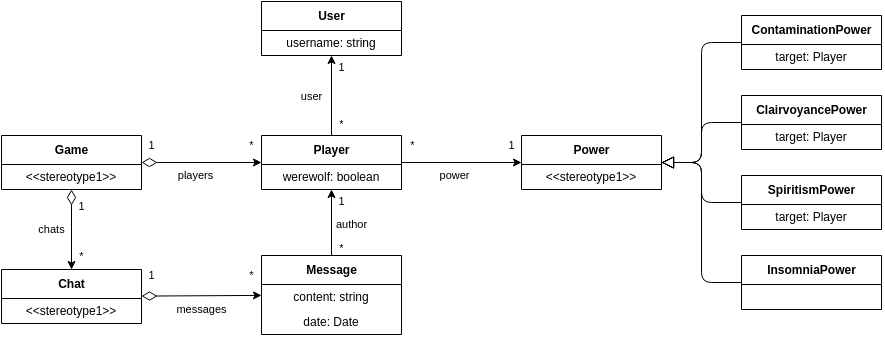 User
username: string
1
user
*
ContaminationPower
target: Player
ClairvoyancePower
target: Player
Game
<<stereotype1>>
1
*
players
Player
werewolf: boolean
*
1
power
Power
<<stereotype1>>
SpiritismPower
target: Player
1
chats
*
1
author
*
Chat
<<stereotype1>>
1
*
messages
Message
content: string
date: Date
InsomniaPower